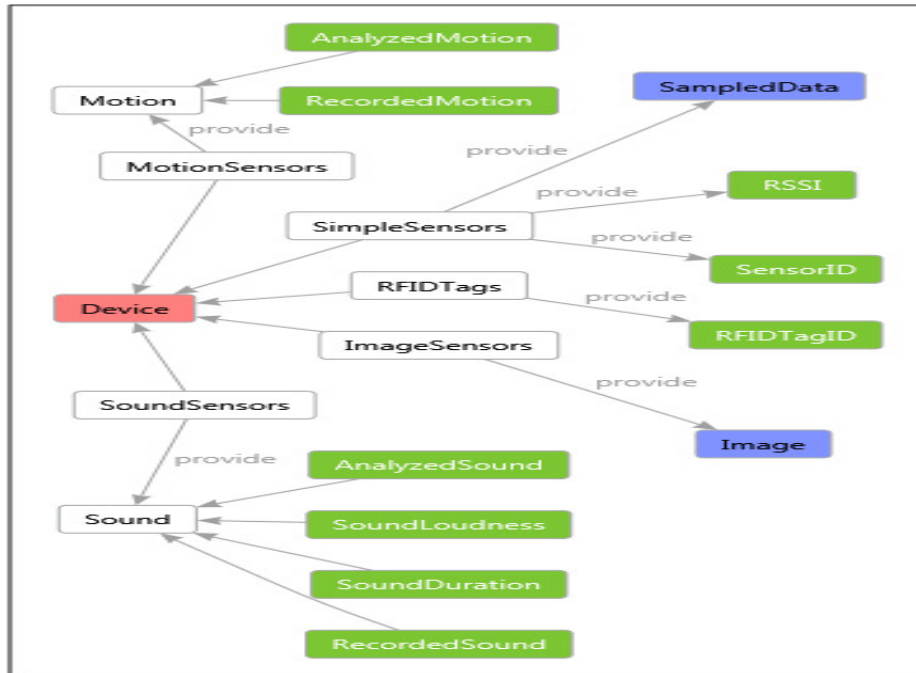 AnalyzedMotion
Motion
RecordedMotion
SampledData
provide
MotionSensors
provide
provide
RSSI
SimpleSensors
provide
SensorID
RFIDTags
Device
provide
RFIDTagID
ImageSensors
provide
SoundSensors
Image
provide
AnalyzedSound
Sound
SoundLoudness
SoundDuration
RecordedSound